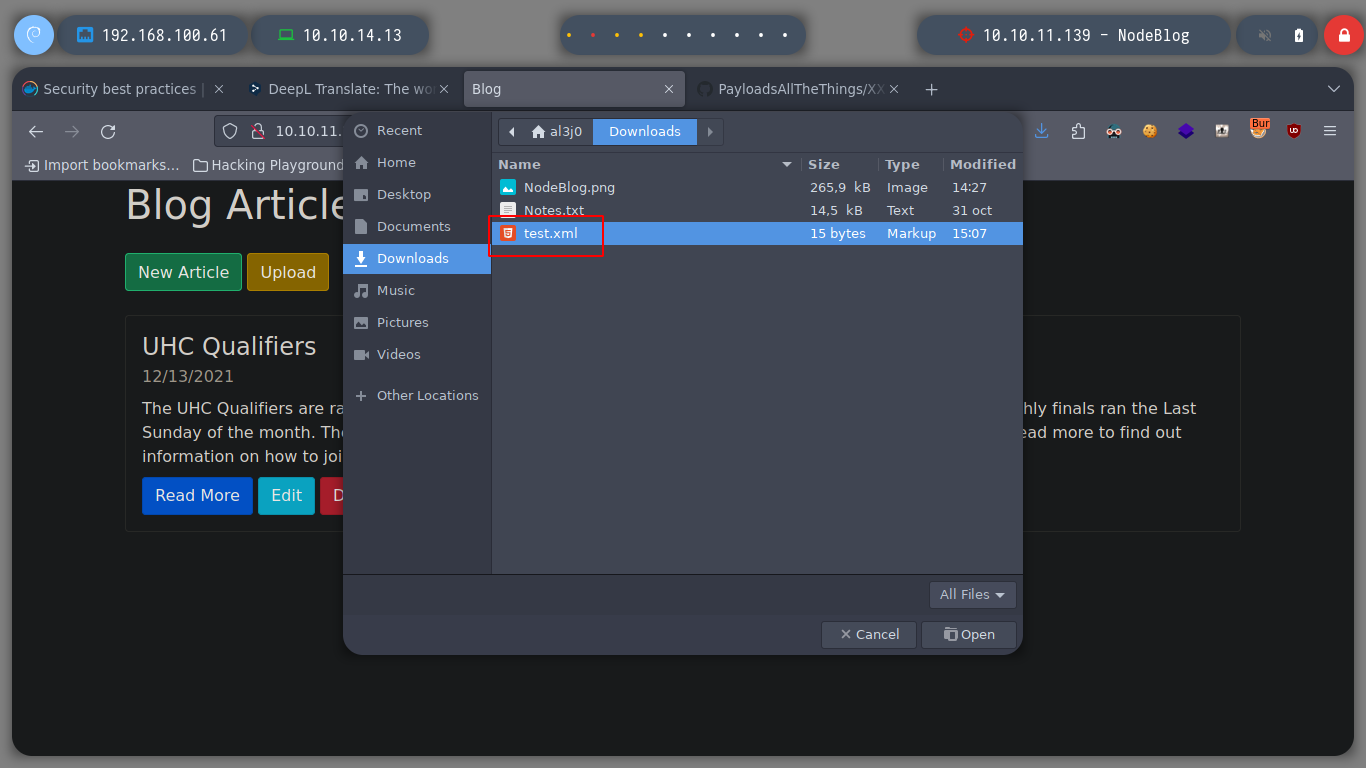 192.168.100.61
10.10.14.13
10.10.11.139 - NodeBlog
Security best practices |
DeepL Translate: The wo
Blog
PayloadsAllTheThings/XX
10.10.11.
Bur
Import bookmarks...
Hacking Playground
Recent
Home
Desktop
Documents
Downloads
Music
Pictures
Videos
Other Locations
al3j0
Downloads
Name Size Type Modified
NodeBlog.png 265,9 kB Image 14:27
Notes.txt 14,5 kB Text 31 oct
test.xml 15 bytes Markup 15:07
All Files
Cancel
Open
Blog Article
New Article
Upload
UHC Qualifiers
12/13/2021
The UHC Qualifiers are ra hly finals ran the Last
Sunday of the month. The ead more to find out
information on how to joi
Read More
Edit
D